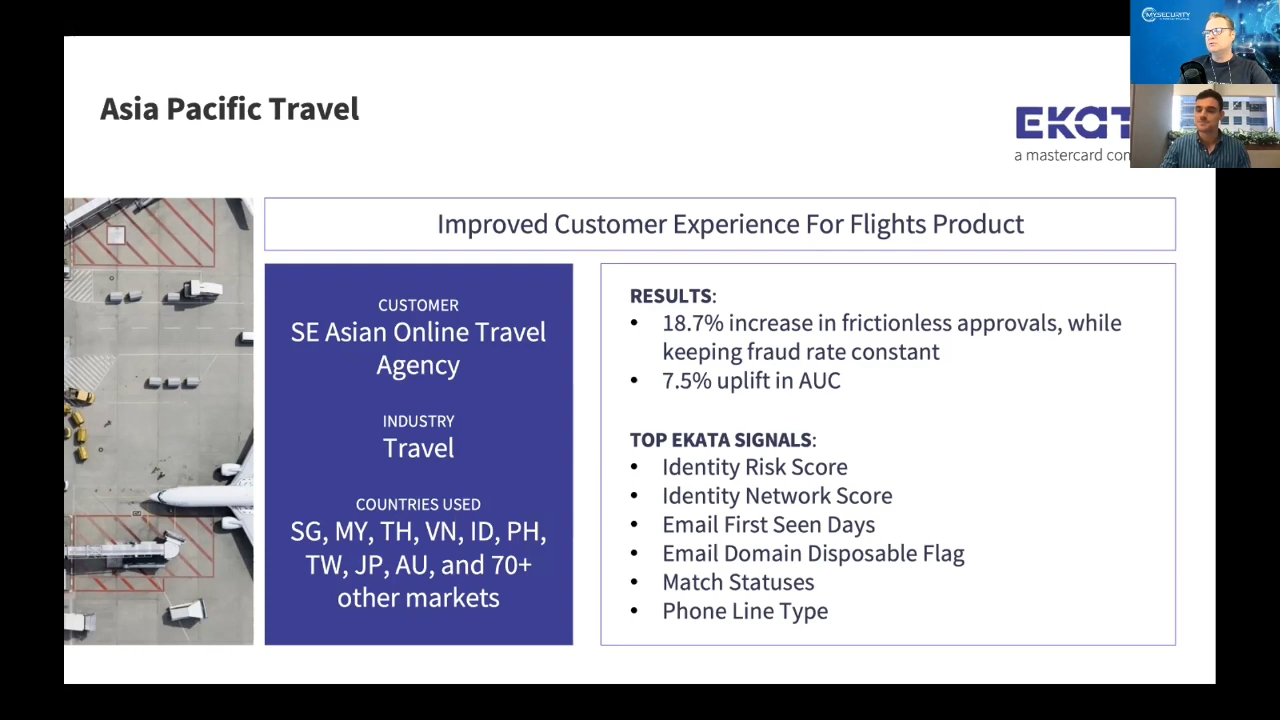 MYSECURITY
Asia Pacific Travel
EKAT
a mastercard con
Improved Customer Experience For Flights Product
CUSTOMER
SE Asian Online Travel
Agency
INDUSTRY
Travel
COUNTRIES USED
SG, MY, TH, VN, ID, PH,
TW, JP, AU, and 70+
other markets
RESULTS:
• 18.7% increase in frictionless approvals, while
keeping fraud rate constant
• 7.5% uplift in AUC
TOP EKATA SIGNALS:
• Identity Risk Score
• Identity Network Score
• Email First Seen Days
• Email Domain Disposable Flag
• Match Statuses
• Phone Line Type